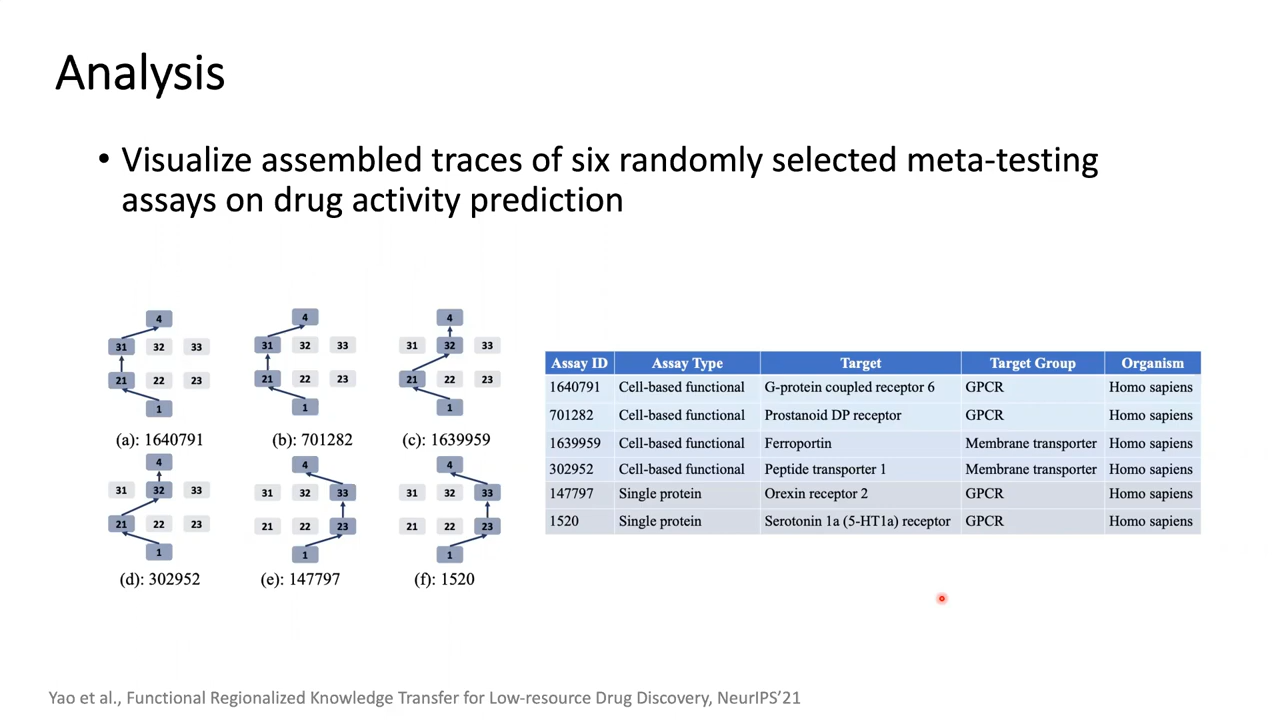 Analysis
• Visualize assembled traces of six randomly selected meta-testing
assays on drug activity prediction
4
31 32 33
21 22 23
1
(a): 1640791
4
31 32 33
21 22 23
1
(b): 701282
4
31 32 33
21 22 23
1
(c): 1639959
4
31 32 33
21 22 23
1
(d): 302952
4
31 32 33
21 22 23
1
(e): 147797
4
31 32 33
21 22 23
1
(f): 1520
Assay ID Assay Type Target Target Group Organism
1640791 Cell-based functional G-protein coupled receptor 6 GPCR Homo sapiens
701282 Cell-based functional Prostanoid DP receptor GPCR Homo sapiens
1639959 Cell-based functional Ferroportin Membrane transporter Homo sapiens
302952 Cell-based functional Peptide transporter 1 Membrane transporter Homo sapiens
147797 Single protein Orexin receptor 2 GPCR Homo sapiens
1520 Single protein Serotonin 1a (5-HT1a) receptor GPCR Homo sapiens
Yao et al., Functional Regionalized Knowledge Transfer for Low-resource Drug Discovery, NeurIPS’21